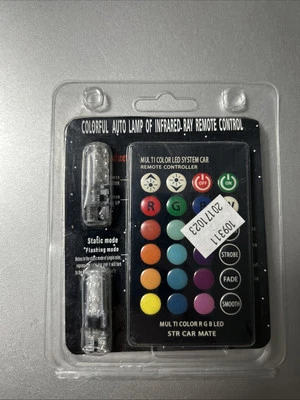 COLORFUL AUTO LAMP OF INFRARED RAY REMOTE CONTROL
MULTI COLOR LED SYSTEM CAR
REMOTE CONTROLLER
OFF
ON
R
G
B
W
109311
20171023
STROBE
FADE
SMOOTH
Static mode
*Flashing mode
MULTI COLOR R G B LED
STR CAR MATE